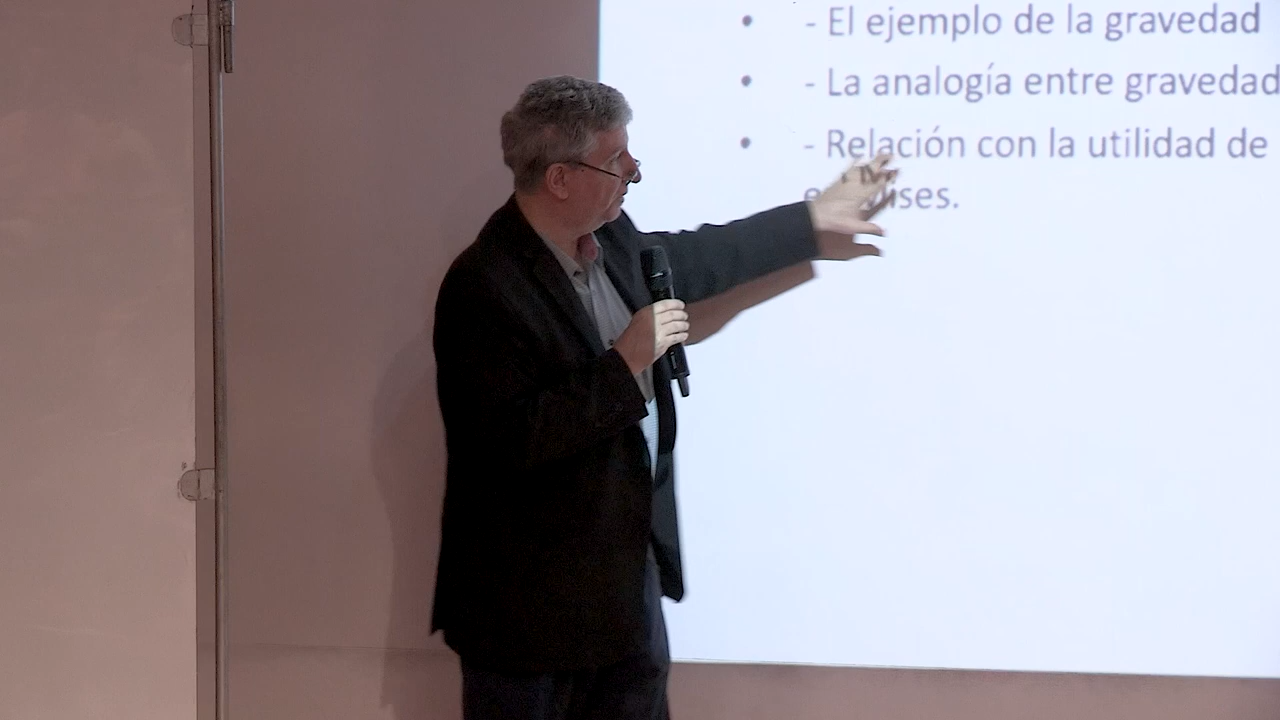 • - El ejemplo de la gravedad
• - La analogía entre gravedad
• - Relación con la utilidad de